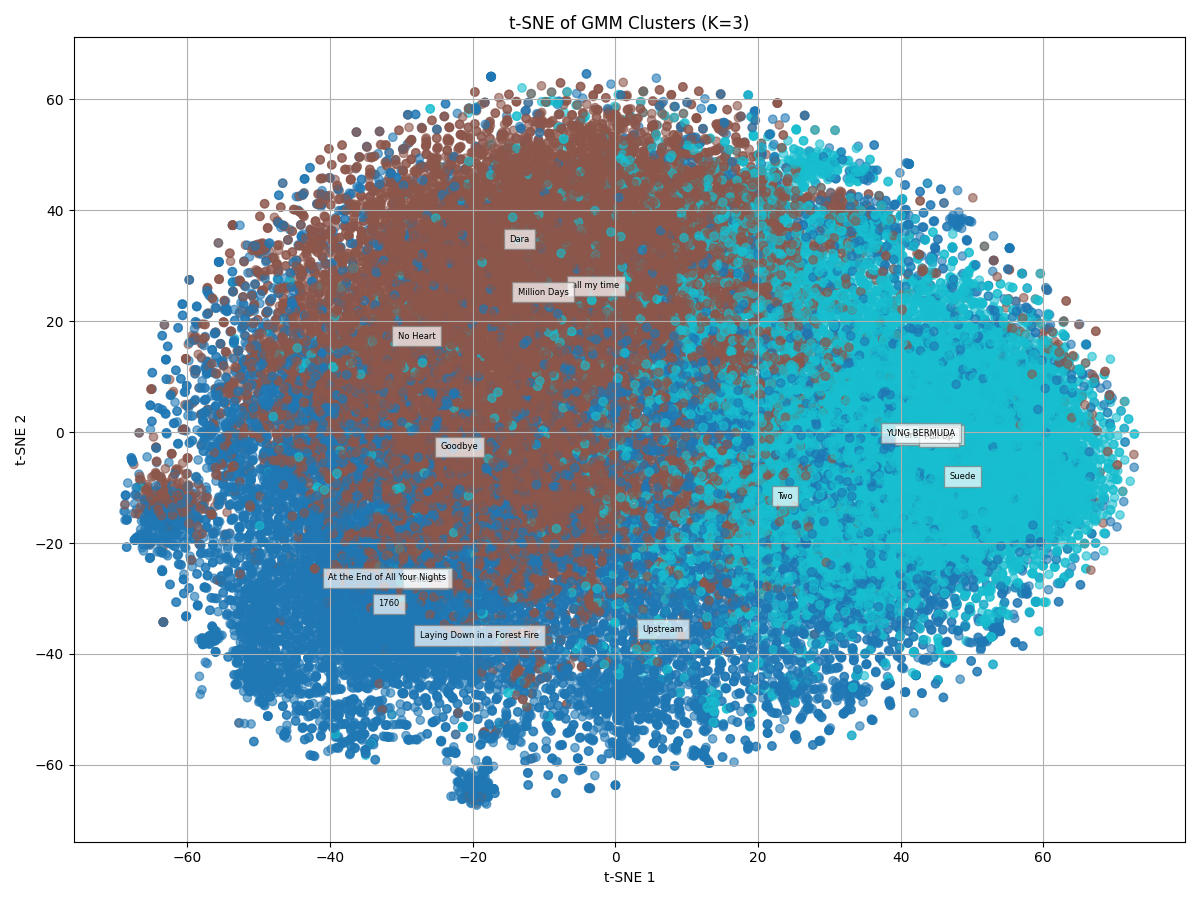 t-SNE of GMM Clusters (K=3)
t-SNE 2
60
40
20
0
−20
−40
−60
Dara
all my time
Million Days
No Heart
YUNG BERMUDA
Goodbye
Suede
Two
At the End of All Your Nights
1760
Upstream
Laying Down in a Forest Fire
−60
−40
−20
0
20
40
60
t-SNE 1